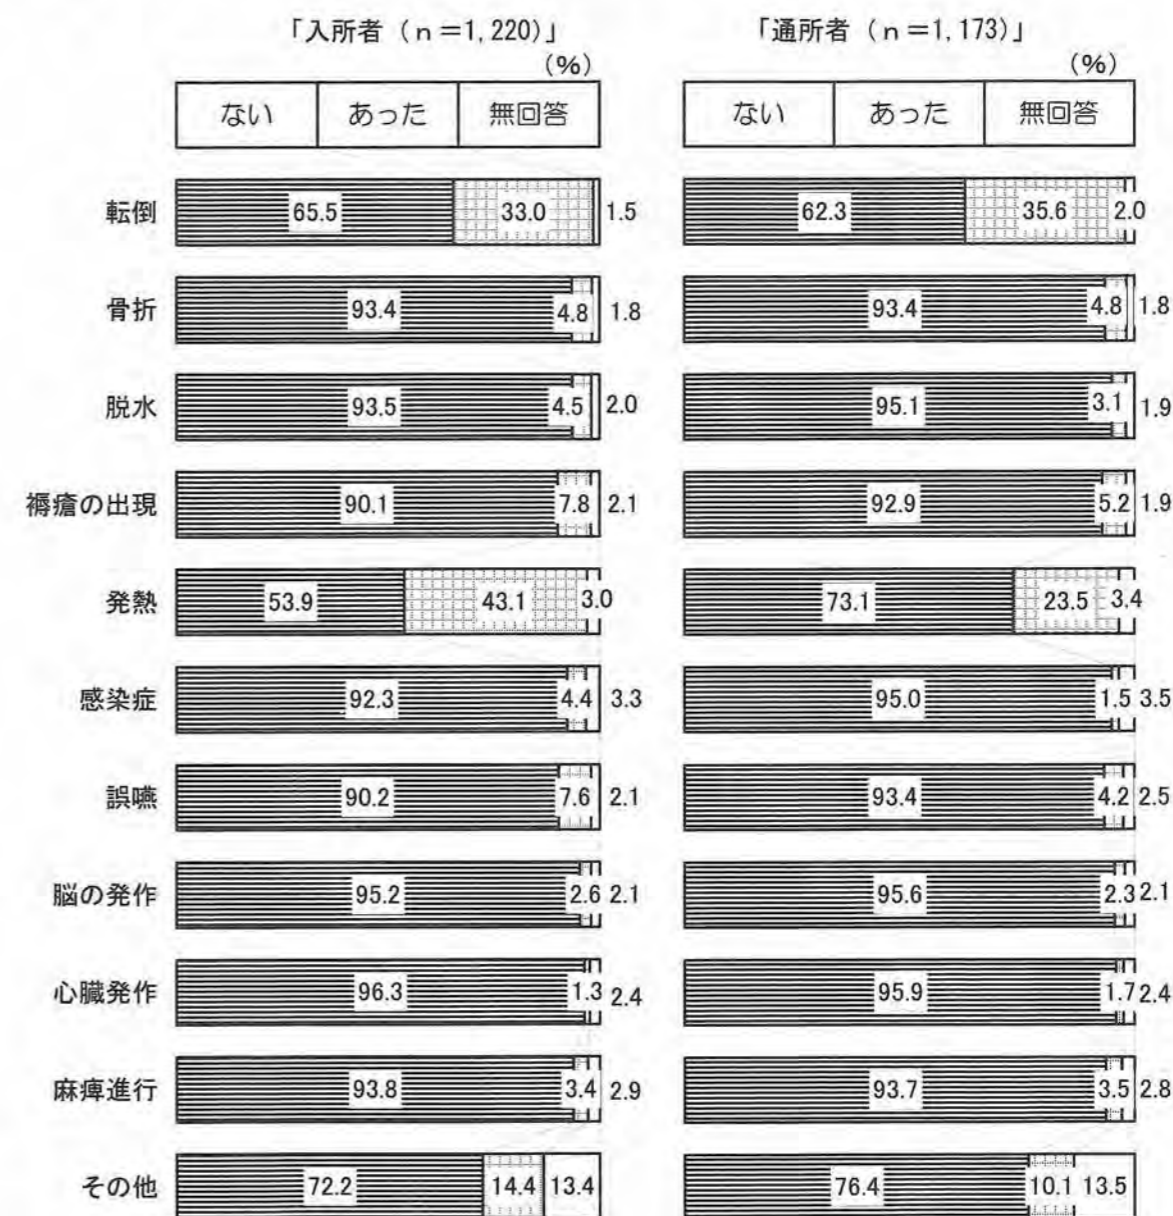 「入所者（ｎ＝1,220)」 「通所者（ｎ＝1,173)」
(%) (%)
ない あった 無回答 ない あった 無回答
転倒 65.5 33.0 1.5 62.3 35.6 2.0
骨折 93.4 4.8 1.8 93.4 4.8 1.8
脱水 93.5 4.5 2.0 95.1 3.1 1.9
褥瘡の出現 90.1 7.8 2.1 92.9 5.2 1.9
発熱 53.9 43.1 3.0 73.1 23.5 3.4
感染症 92.3 4.4 3.3 95.0 1.5 3.5
誤嚥 90.2 7.6 2.1 93.4 4.2 2.5
脳の発作 95.2 2.6 2.1 95.6 2.3 2.1
心臓発作 96.3 1.3 2.4 95.9 1.7 2.4
麻痺進行 93.8 3.4 2.9 93.7 3.5 2.8
その他 72.2 14.4 13.4 76.4 10.1 13.5